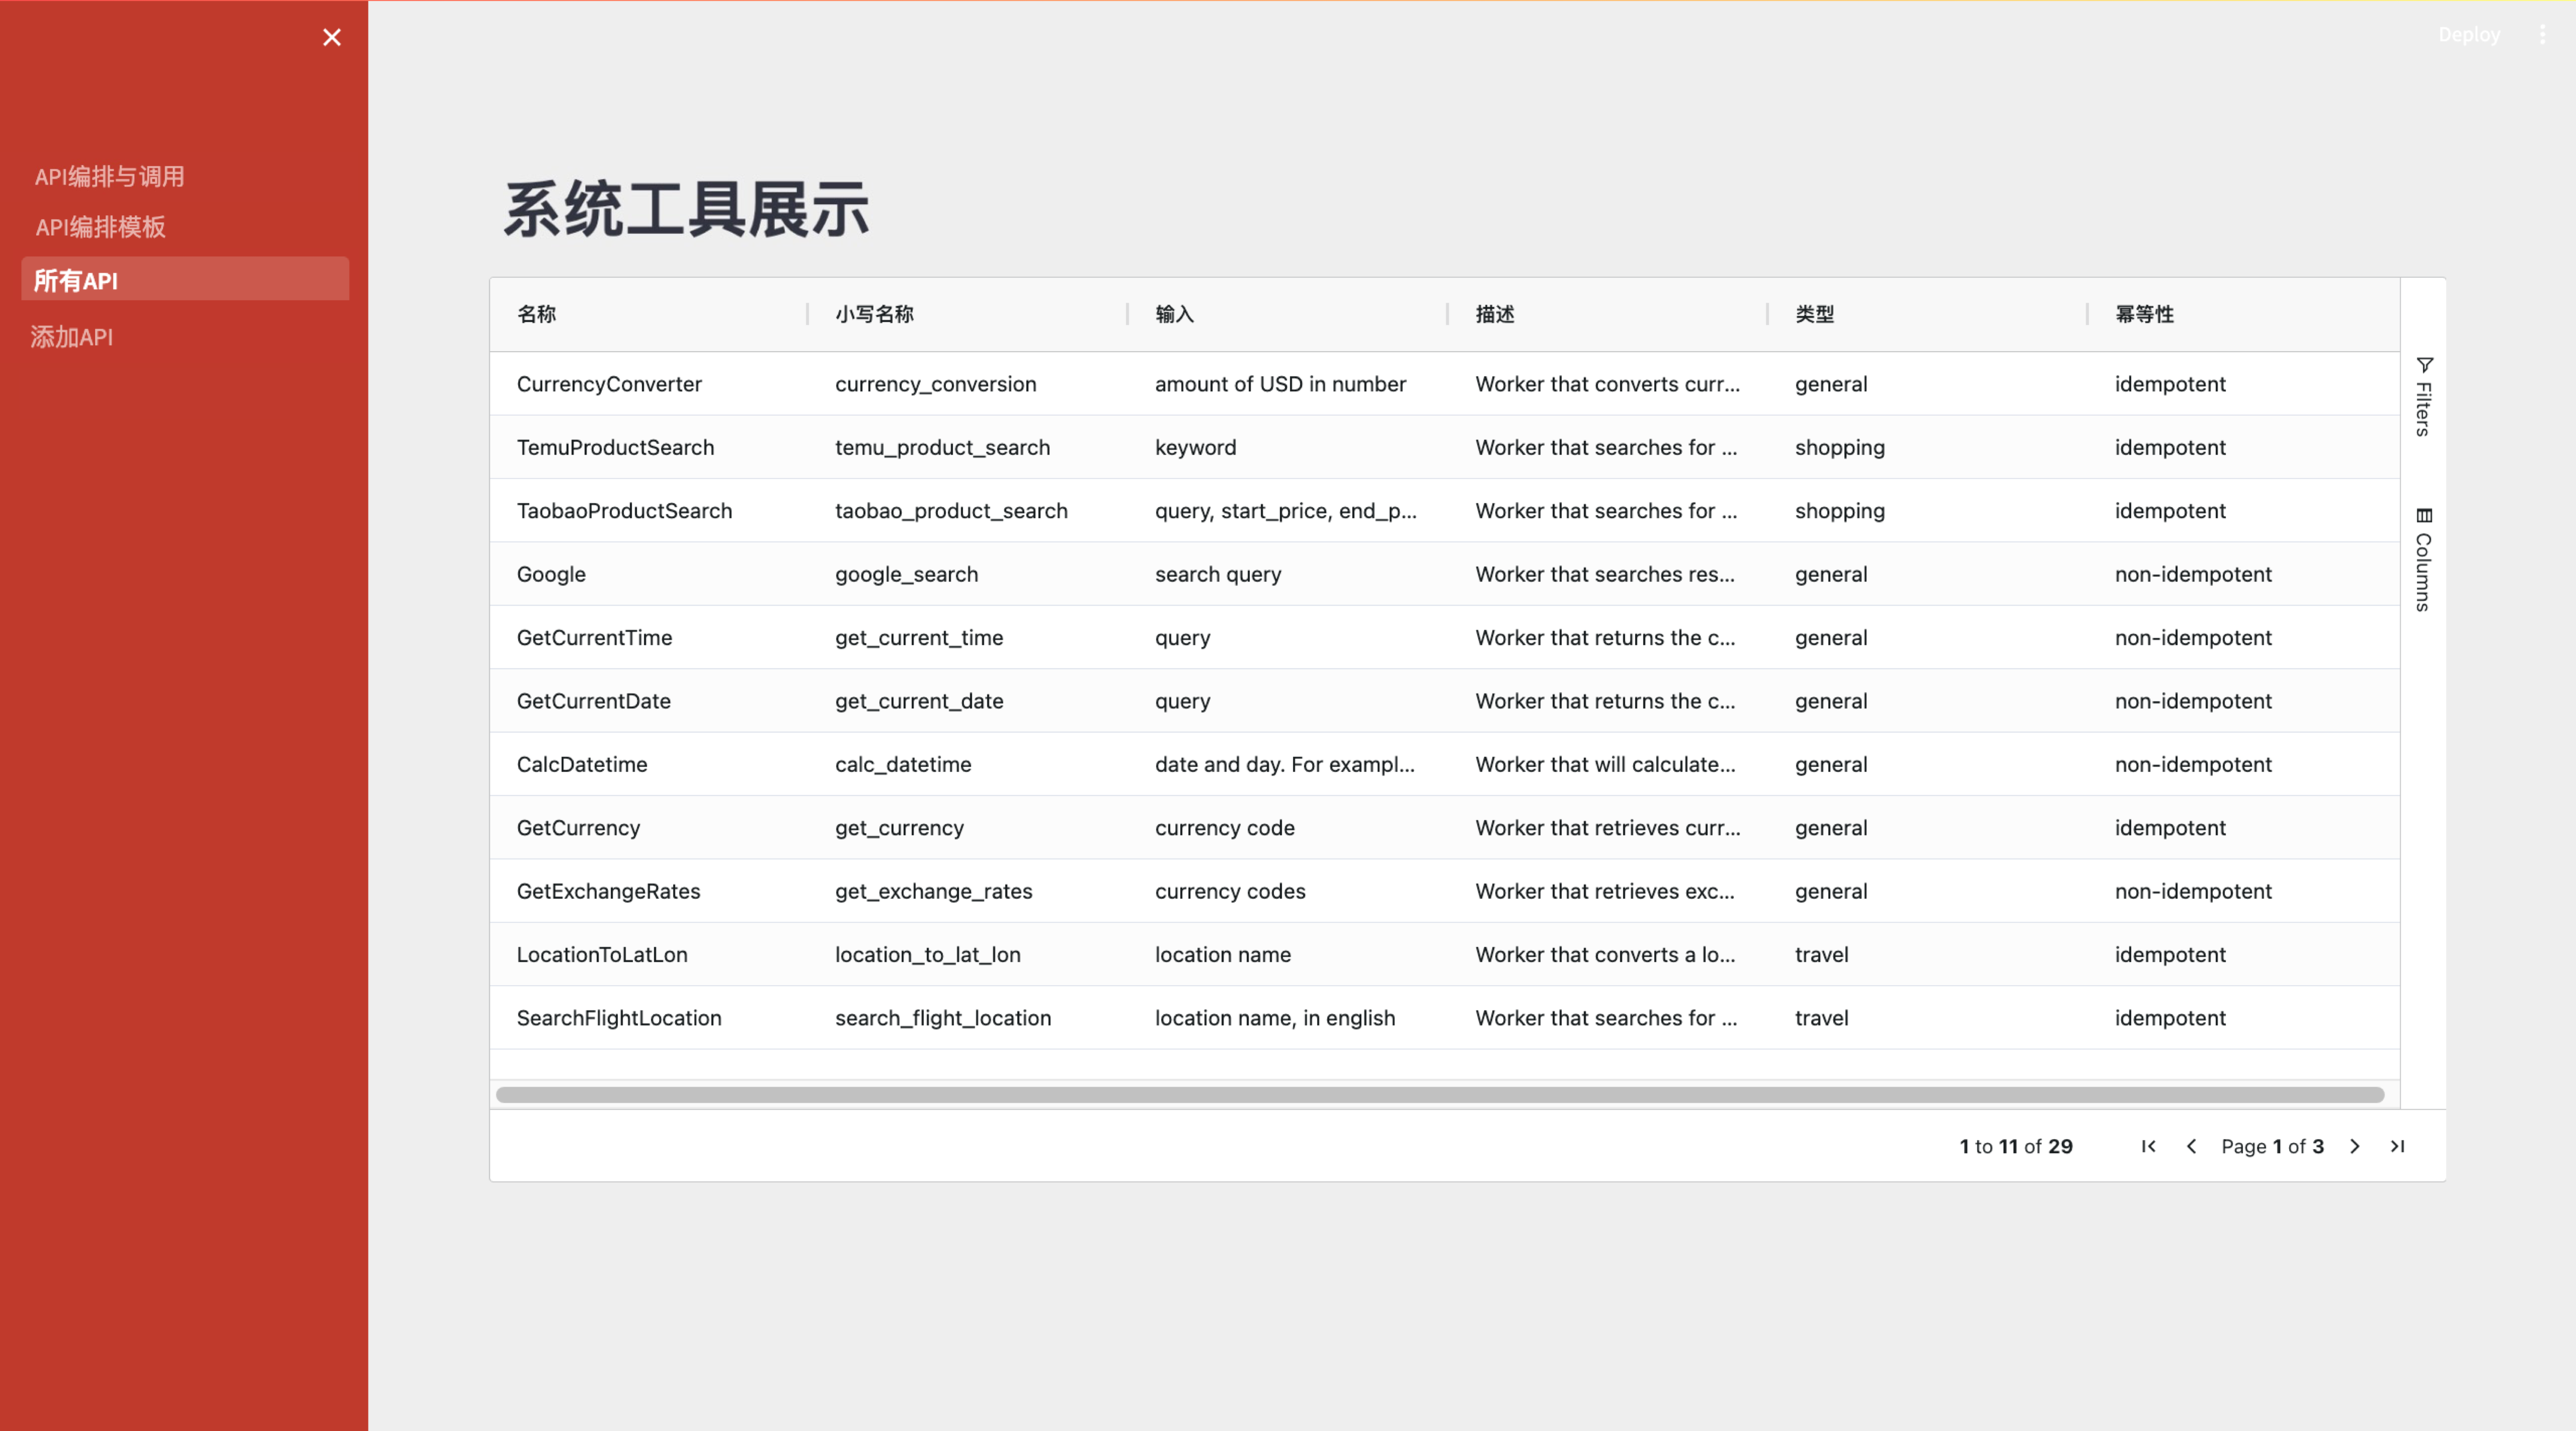 Deploy
API编排与调用
API编排模板
所有API
添加API
系统工具展示
名称 小写名称 输入 描述 类型 幂等性
CurrencyConverter currency_conversion amount of USD in number Worker that converts curr... general idempotent
TemuProductSearch temu_product_search keyword Worker that searches for ... shopping idempotent
TaobaoProductSearch taobao_product_search query, start_price, end_p... Worker that searches for ... shopping idempotent
Google google_search search query Worker that searches res... general non-idempotent
GetCurrentTime get_current_time query Worker that returns the c... general non-idempotent
GetCurrentDate get_current_date query Worker that returns the c... general non-idempotent
CalcDatetime calc_datetime date and day. For exampl... Worker that will calculate... general non-idempotent
GetCurrency get_currency currency code Worker that retrieves curr... general idempotent
GetExchangeRates get_exchange_rates currency codes Worker that retrieves exc... general non-idempotent
LocationToLatLon location_to_lat_lon location name Worker that converts a lo... travel idempotent
SearchFlightLocation search_flight_location location name, in english Worker that searches for ... travel idempotent
Filters
Columns
1 to 11 of 29 Page 1 of 3